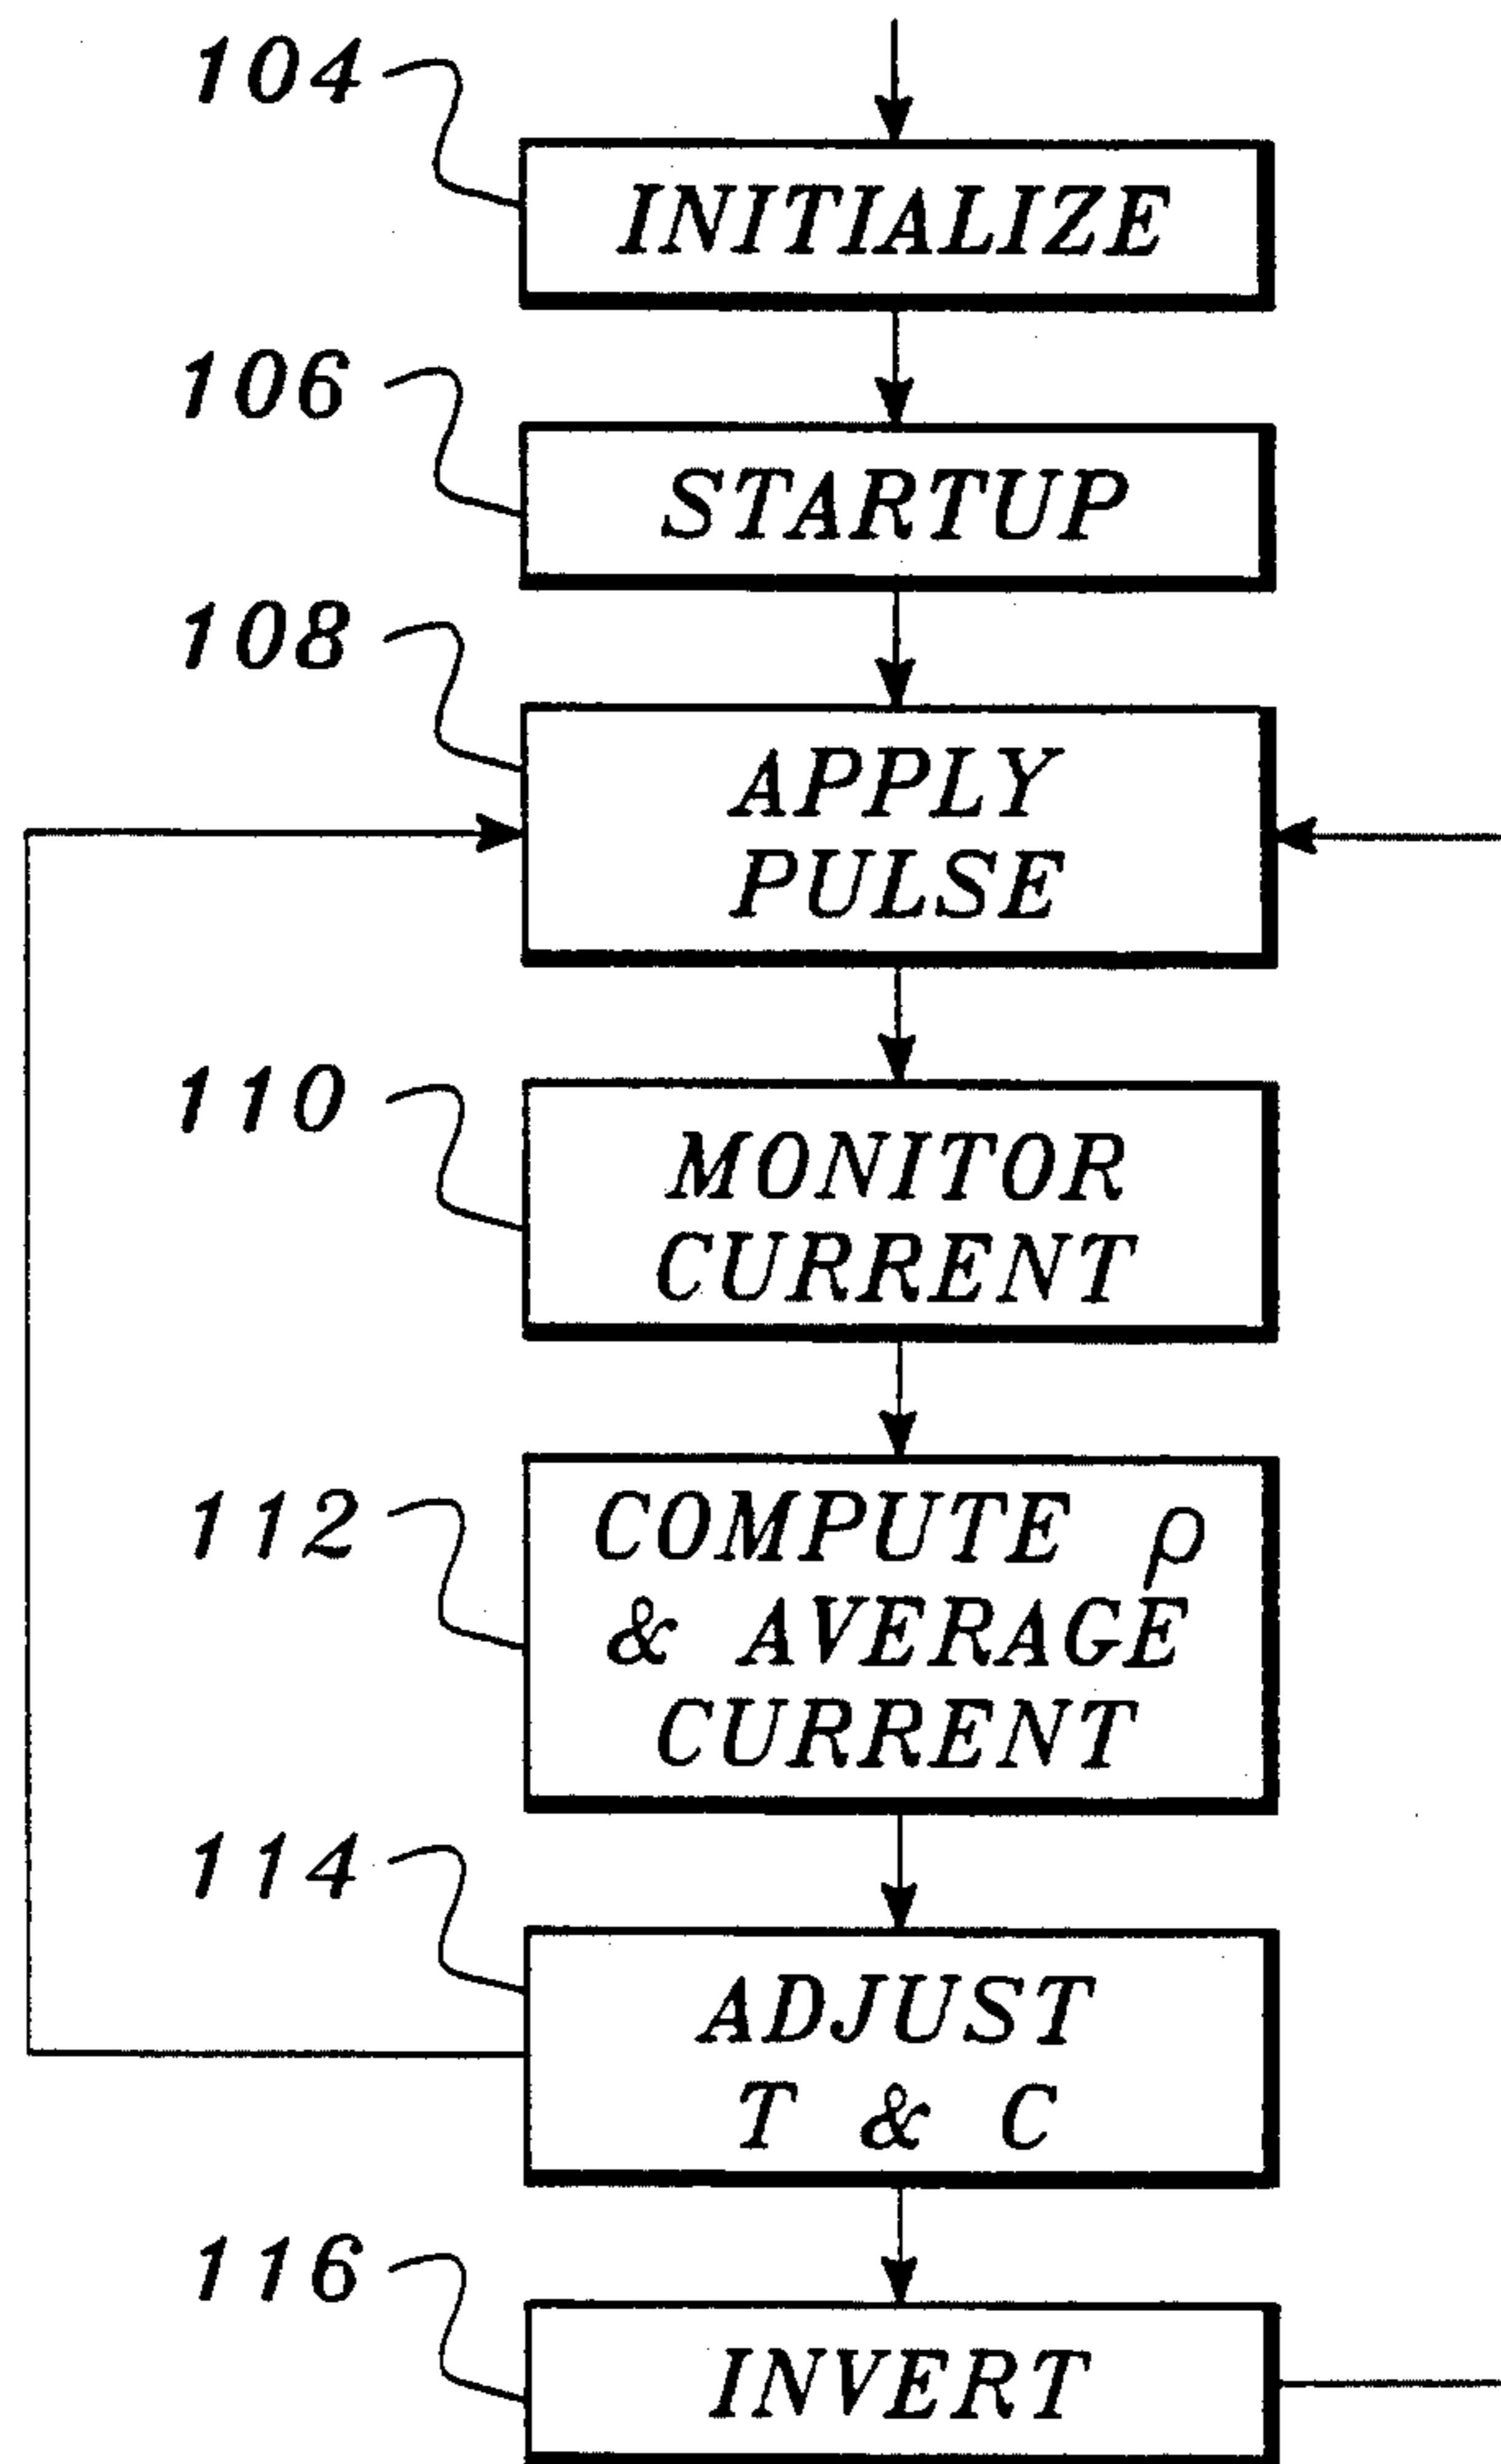 104
INITIALIZE
106
STARTUP
108
APPLY
PULSE
110
MONITOR
CURRENT
112
COMPUTE ρ
& AVERAGE
CURRENT
114
ADJUST
T & C
116
INVERT